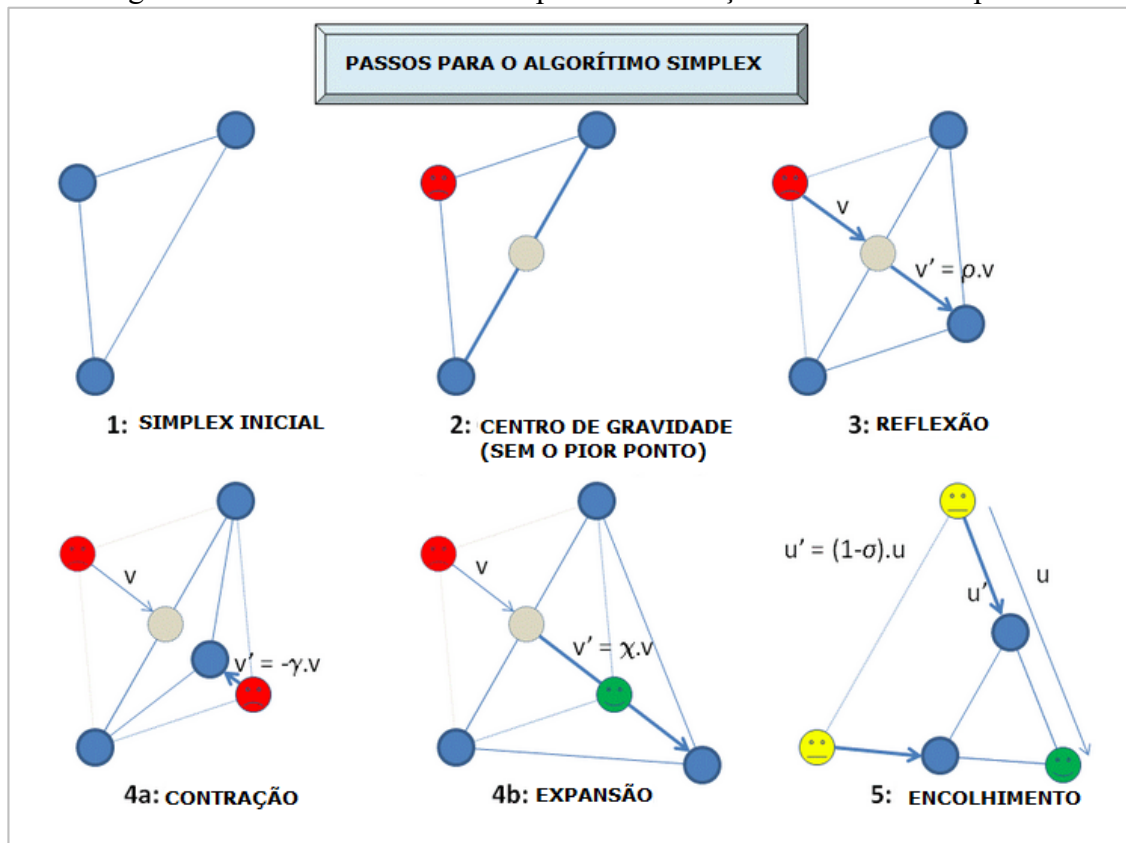 PASSOS PARA O ALGORÍTIMO SIMPLEX
1: SIMPLEX INICIAL
2: CENTRO DE GRAVIDADE
(SEM O PIOR PONTO)
v
v' = ρ.v
3: REFLEXÃO
v
v' = -γ.v
4a: CONTRAÇÃO
v
v' = χ.v
4b: EXPANSÃO
u' = (1-σ).u
u'
u
5: ENCOLHIMENTO